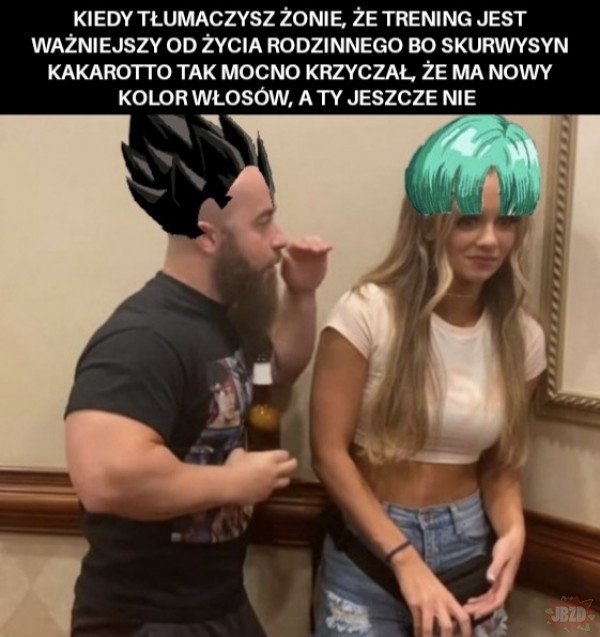 KIEDY TŁUMACZYSZ ŻONIE, ŻE TRENING JEST
WAŻNIEJSZY OD ŻYCIA RODZINNEGO BO SKURWYSYN
KAKAROTTO TAK MOCNO KRZYCZAŁ, ŻE MA NOWY
KOLOR WŁOSÓW, A TY JESZCZE NIE
JBZD